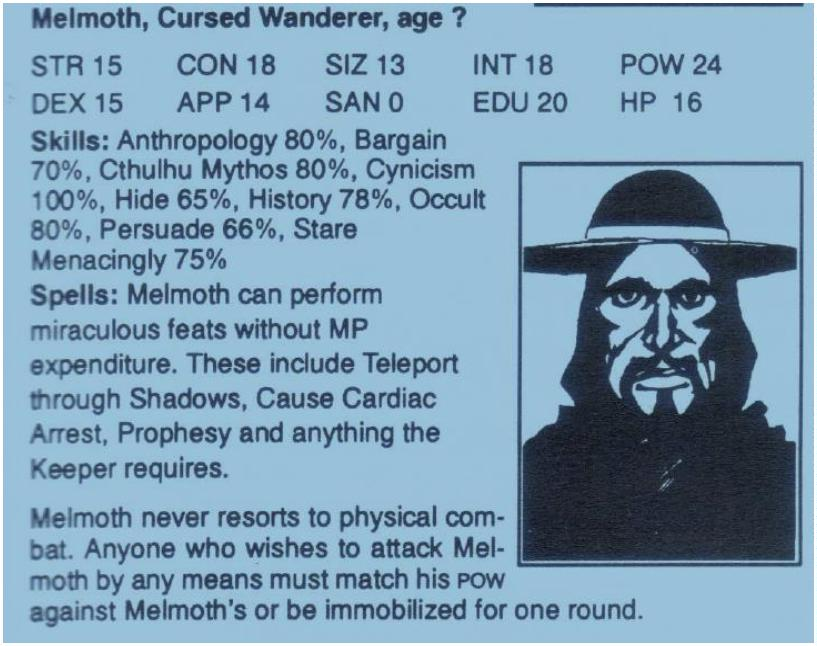 Melmoth, Cursed Wanderer, age ?
STR 15 CON 18 SIZ 13 INT 18 POW 24
DEX 15 APP 14 SAN 0 EDU 20 HP 16
Skills: Anthropology 80%, Bargain
70%, Cthulhu Mythos 80%, Cynicism
100%, Hide 65%, History 78%, Occult
80%, Persuade 66%, Stare
Menacingly 75%
Spells: Melmoth can perform
miraculous feats without MP
expenditure. These include Teleport
through Shadows, Cause Cardiac
Arrest, Prophesy and anything the
Keeper requires.
Melmoth never resorts to physical com-
bat. Anyone who wishes to attack Mel-
moth by any means must match his POW
against Melmoth's or be immobilized for one round.